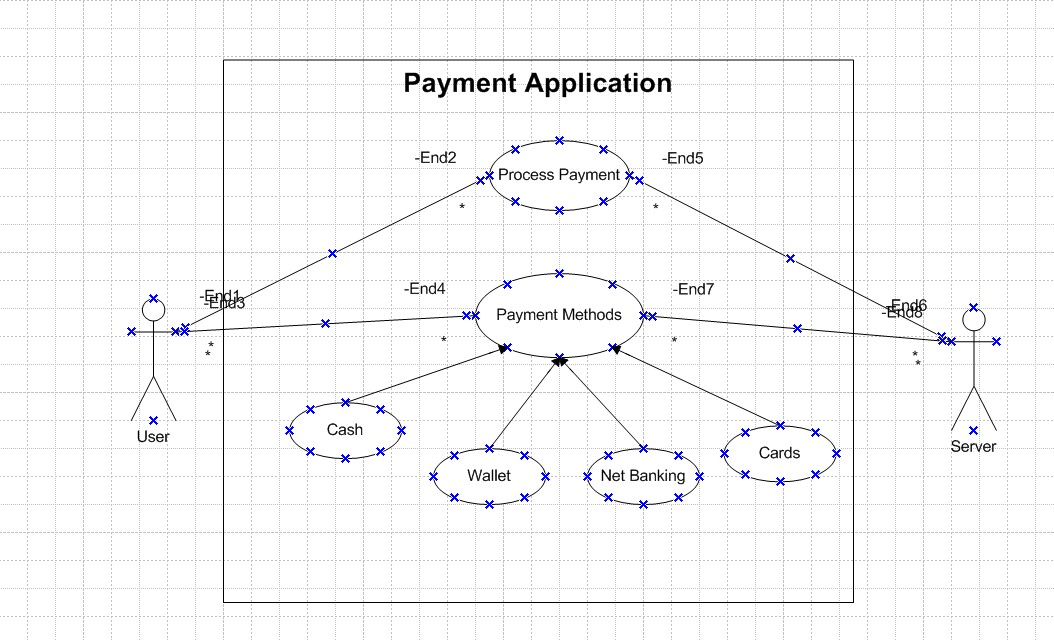 Payment Application
-End2
-End5
Process Payment
*
*
-End4
-End7
-End1
-End3
Payment Methods
-End6
-End8
*
*
*
*
*
*
Cash
User
Wallet
Net Banking
Cards
Server